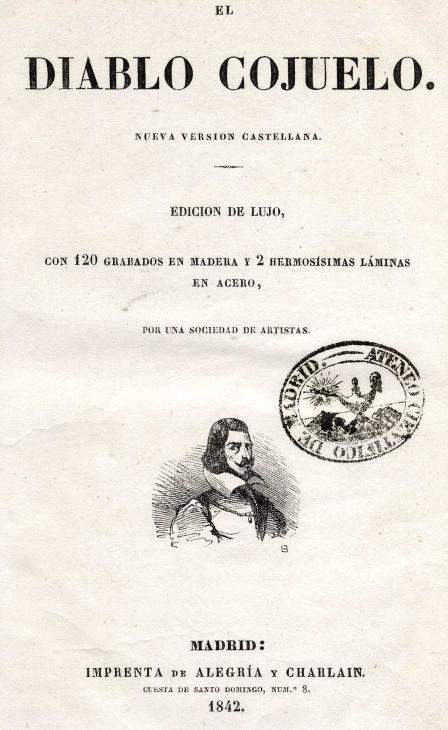 EL
DIABLO COJUELO.
NUEVA VERSION CASTELLANA.
EDICION DE LUJO,
CON 120 GRABADOS EN MADERA Y 2 HERMOSÍSIMAS LÁMINAS
EN ACERO,
POR UNA SOCIEDAD DE ARTISTAS.
ATENEO CIENTIFICO DE MADRID.
S
MADRID:
IMPRENTA DE ALEGRÍA Y CHARLAIN.
CUESTA DE SANTO DOMINGO, NUM.º 8.
1842.